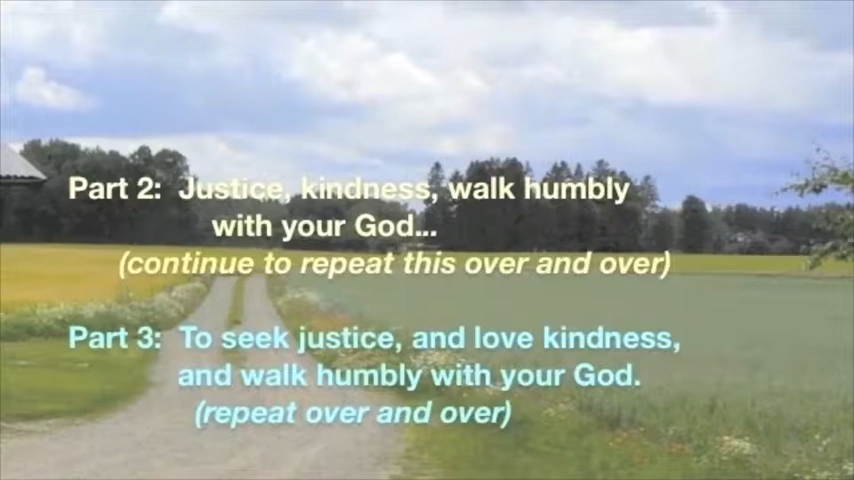 Part 2: Justice, kindness, walk humbly
with your God...
(continue to repeat this over and over)
Part 3: To seek justice, and love kindness,
and walk humbly with your God.
(repeat over and over)